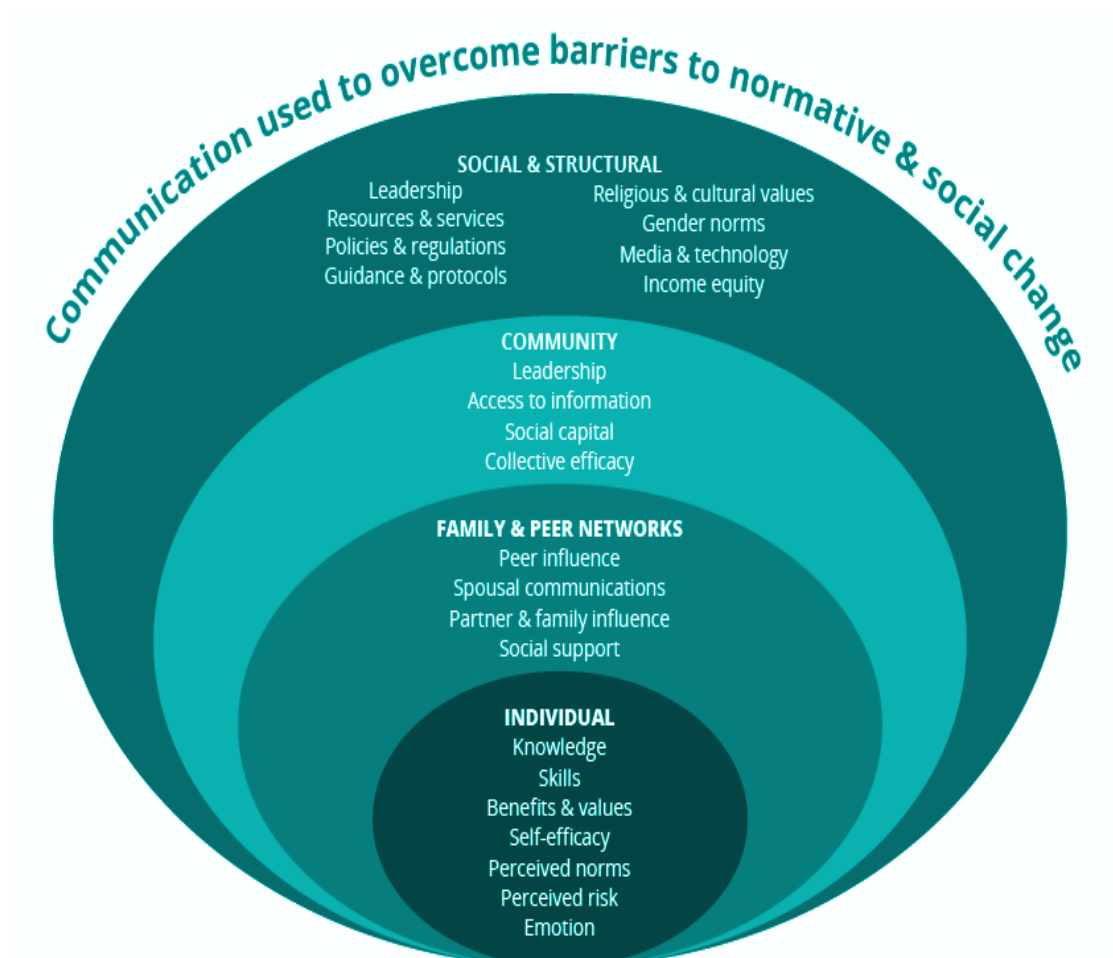 Communication used to overcome barriers to normative & social change
SOCIAL & STRUCTURAL
Leadership
Resources & services
Policies & regulations
Guidance & protocols
Religious & cultural values
Gender norms
Media & technology
Income equity
COMMUNITY
Leadership
Access to information
Social capital
Collective efficacy
FAMILY & PEER NETWORKS
Peer influence
Spousal communications
Partner & family influence
Social support
INDIVIDUAL
Knowledge
Skills
Benefits & values
Self-efficacy
Perceived norms
Perceived risk
Emotion